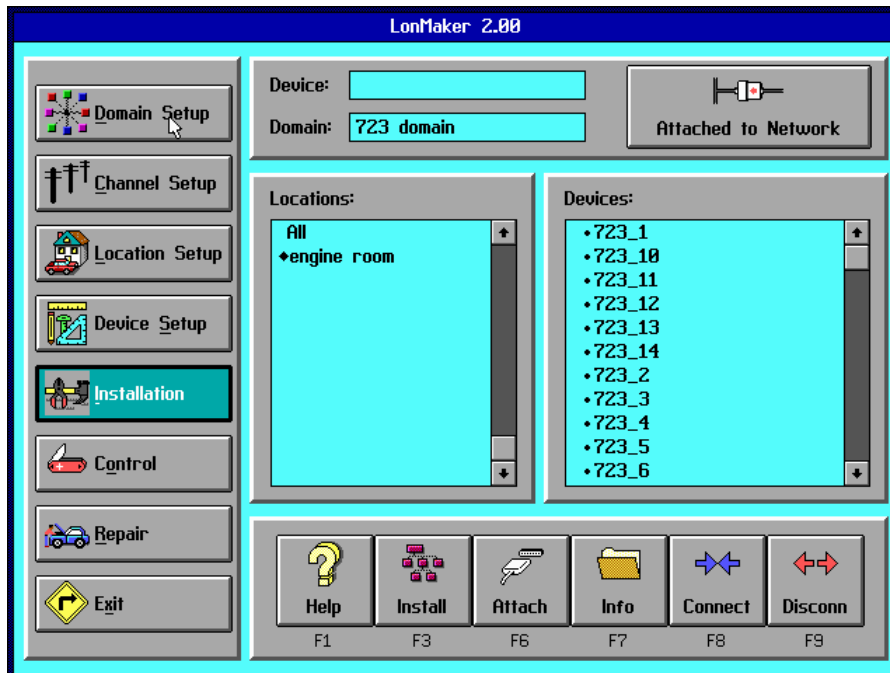 LonMaker 2.00
Domain Setup
Channel Setup
Location Setup
Device Setup
Installation
Control
Repair
Exit
Device:
Domain: 723 domain
Attached to Network
Locations:
All
engine room
Devices:
723_1
723_10
723_11
723_12
723_13
723_14
723_2
723_3
723_4
723_5
723_6
Help Install Attach Info Connect Disconn
F1 F3 F6 F7 F8 F9